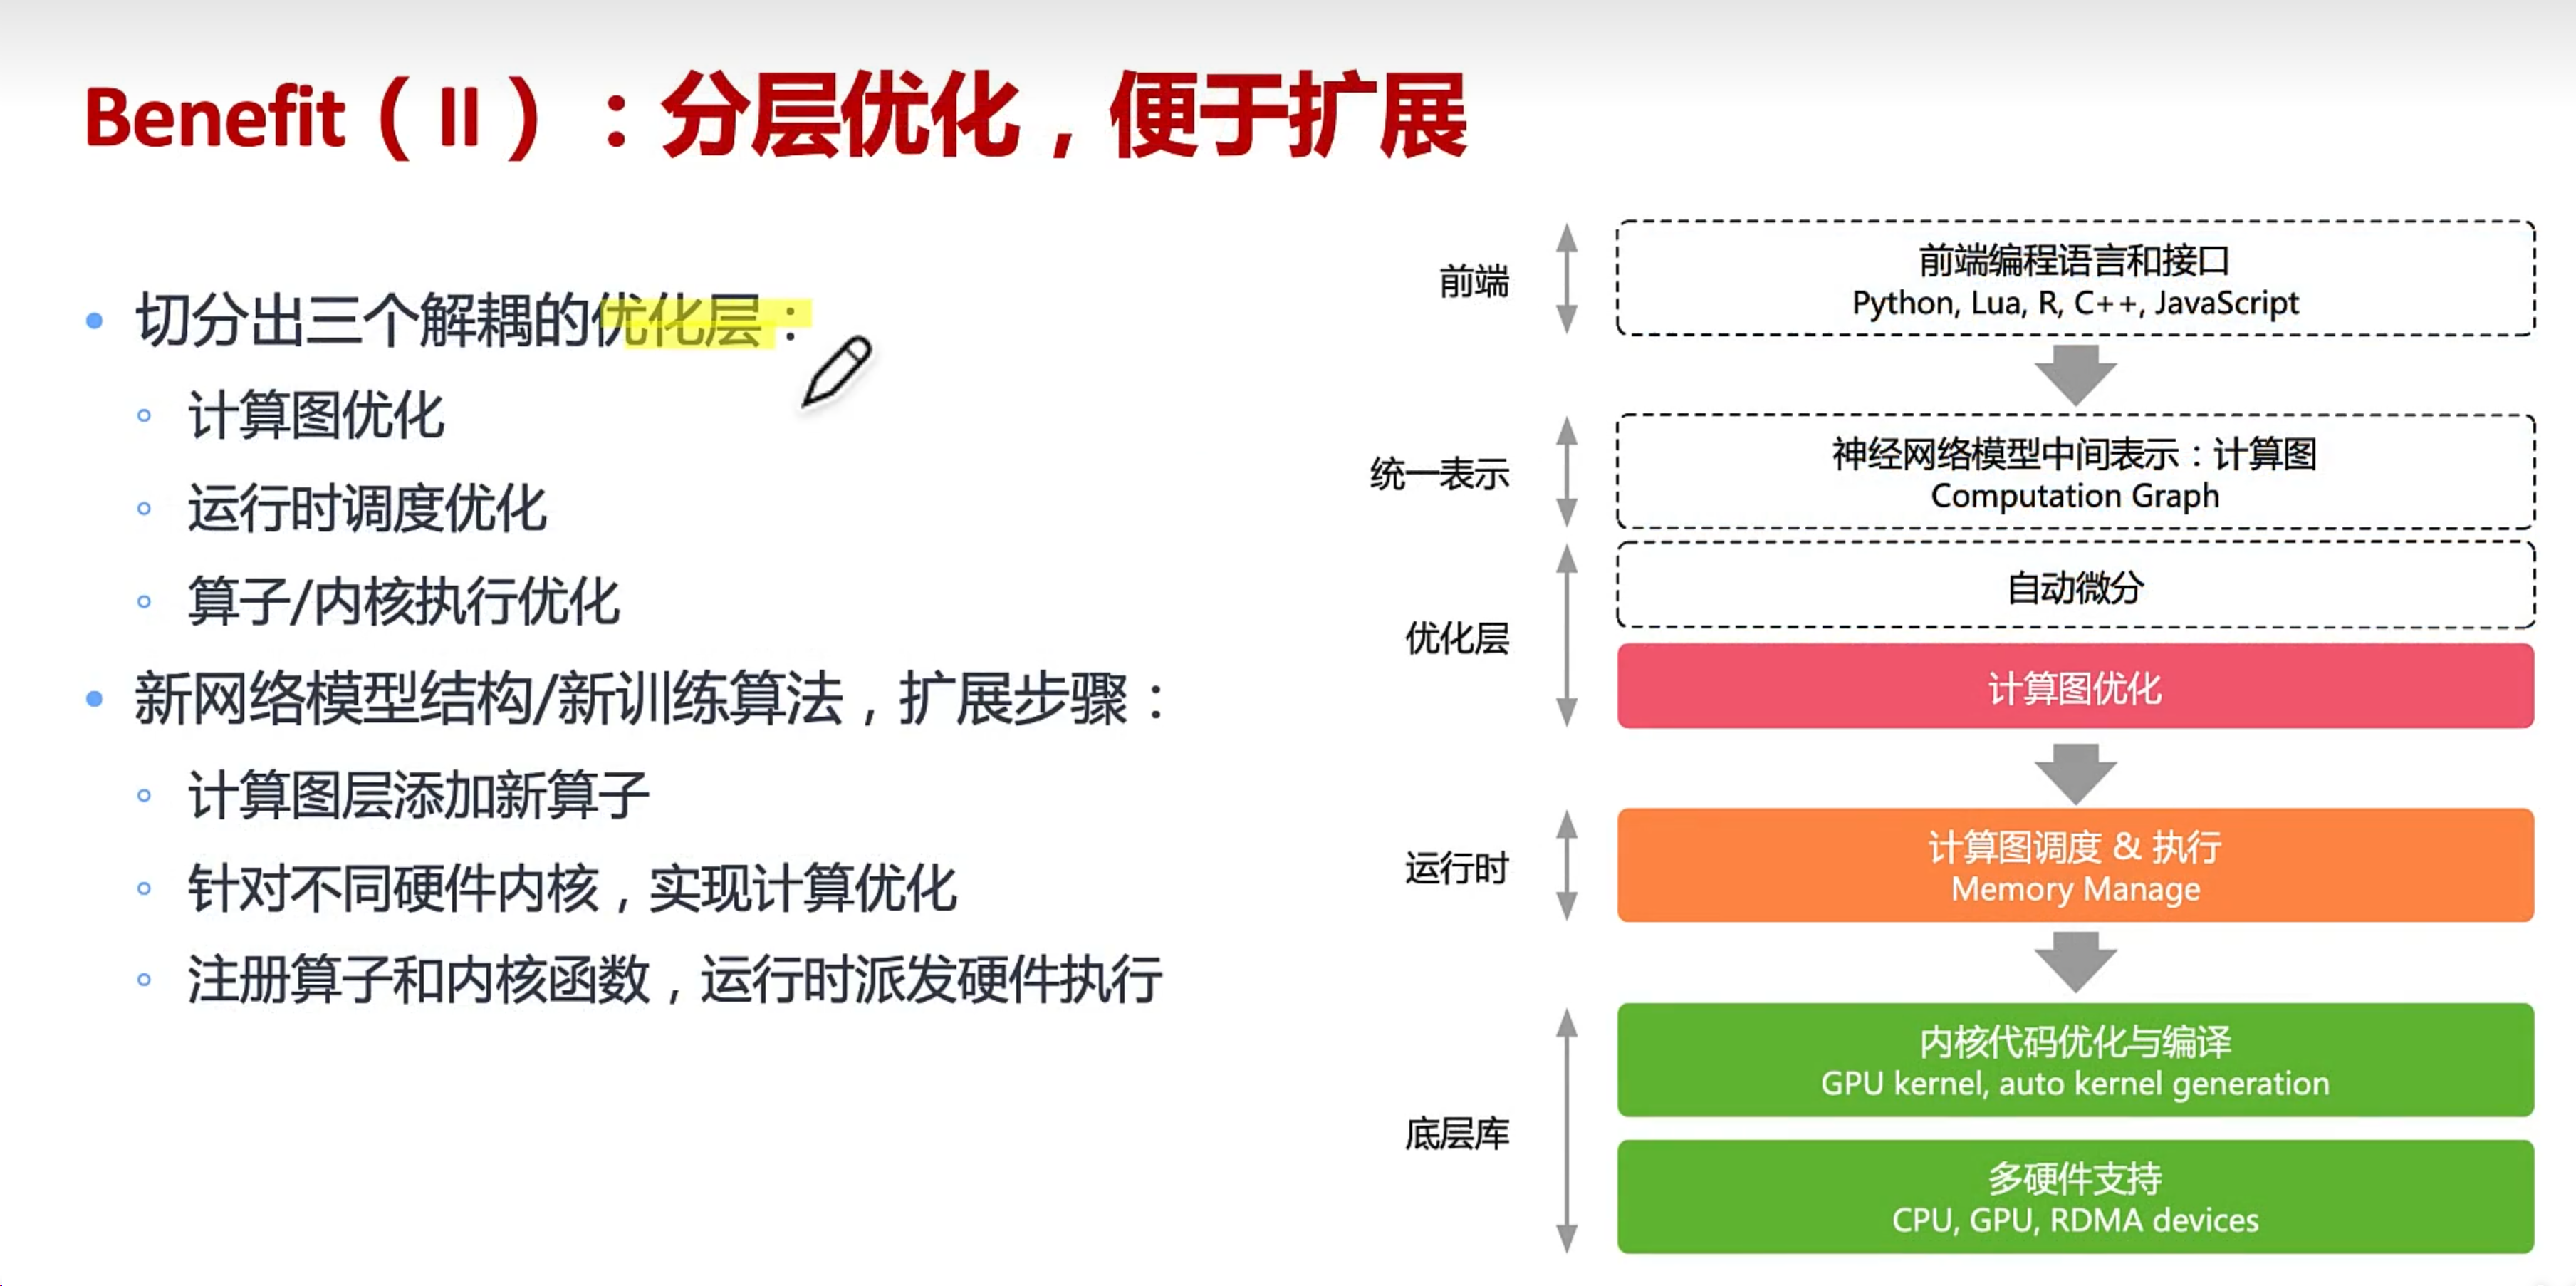 Benefit（II）：分层优化，便于扩展
切分出三个解耦的优化层：
计算图优化
运行时调度优化
算子/内核执行优化
新网络模型结构/新训练算法，扩展步骤：
计算图层添加新算子
针对不同硬件内核，实现计算优化
注册算子和内核函数，运行时派发硬件执行
前端
前端编程语言和接口
Python, Lua, R, C++, JavaScript
统一表示
神经网络模型中间表示：计算图
Computation Graph
优化层
自动微分
计算图优化
运行时
计算图调度 & 执行
Memory Manage
底层库
内核代码优化与编译
GPU kernel, auto kernel generation
多硬件支持
CPU, GPU, RDMA devices